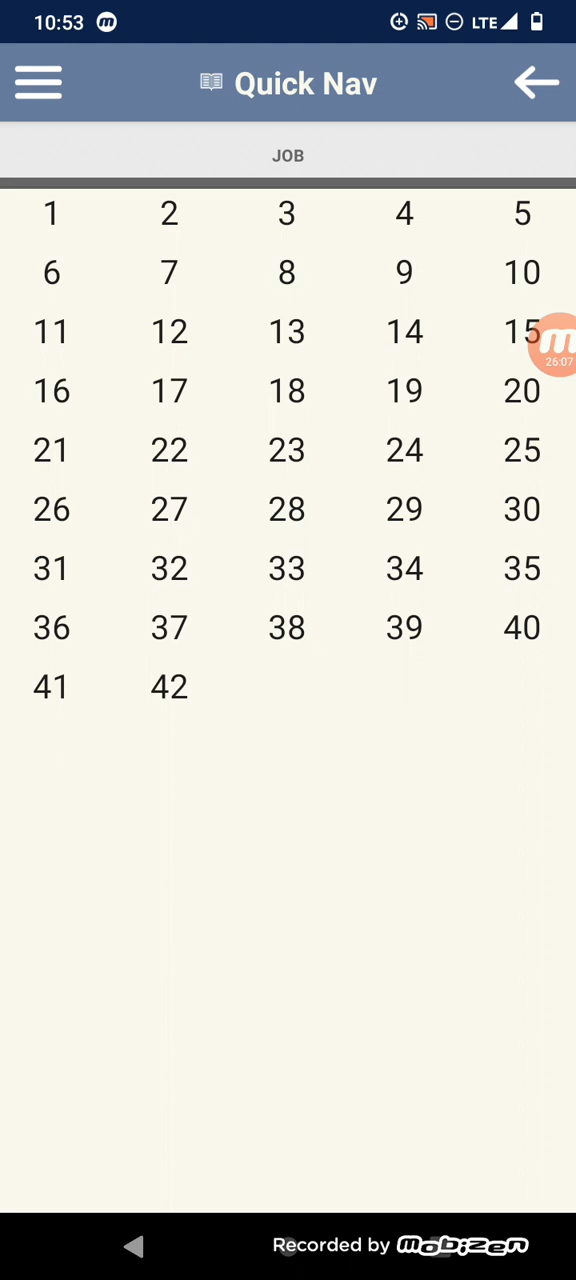 10:53 m LTE
Quick Nav
JOB
1 2 3 4 5
6 7 8 9 10
11 12 13 14 15
m
26:07
16 17 18 19 20
21 22 23 24 25
26 27 28 29 30
31 32 33 34 35
36 37 38 39 40
41 42
Recorded by mobizen